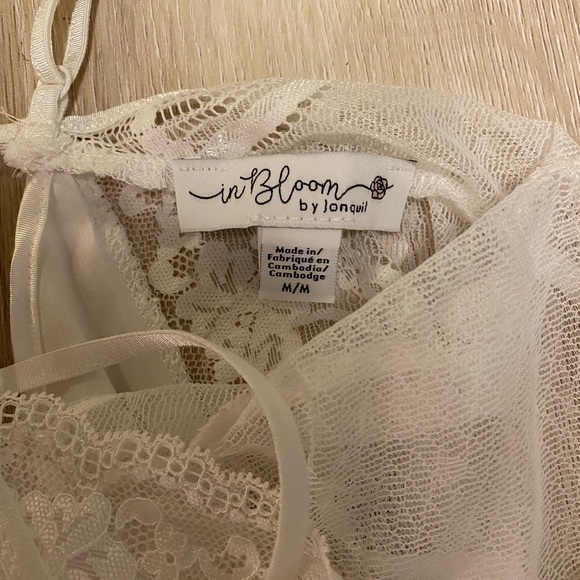 in Bloom
by Jonquil
Made in/
Fabriqué en
Cambodia/
Cambodge
M/M